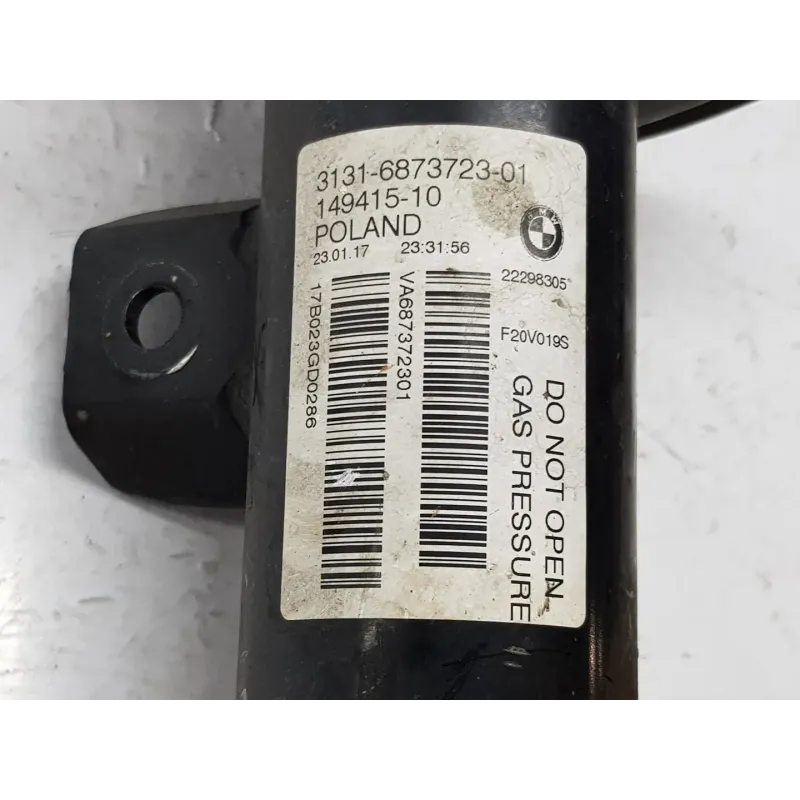 3131-6873723-01
149415-10
POLAND
23.01.17 23:31:56
BMW
22298305
F20V019S
VA687372301
17B023GD0286
DO NOT OPEN
GAS PRESSURE